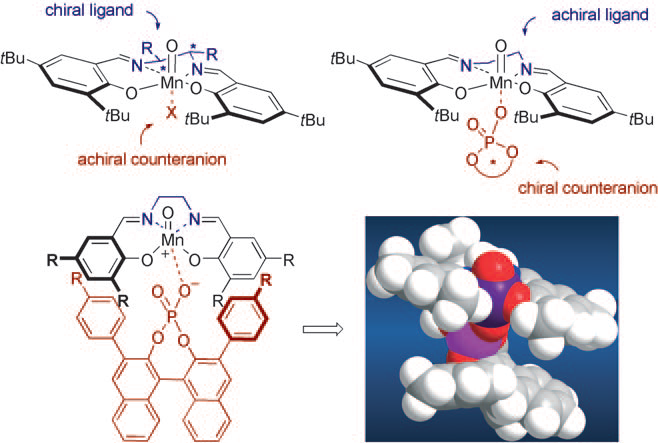 chiral ligand
achiral ligand
R
*
O
N
R
N
*
Mn
O
O
tBu
tBu
tBu
tBu
X
achiral counteranion
O
N
N
Mn
O
O
tBu
tBu
tBu
tBu
O
O
P
O
O
*
chiral counteranion
O
N
N
Mn
+
O
O
R
R
R
R
R
R
O
O−
P
O
O